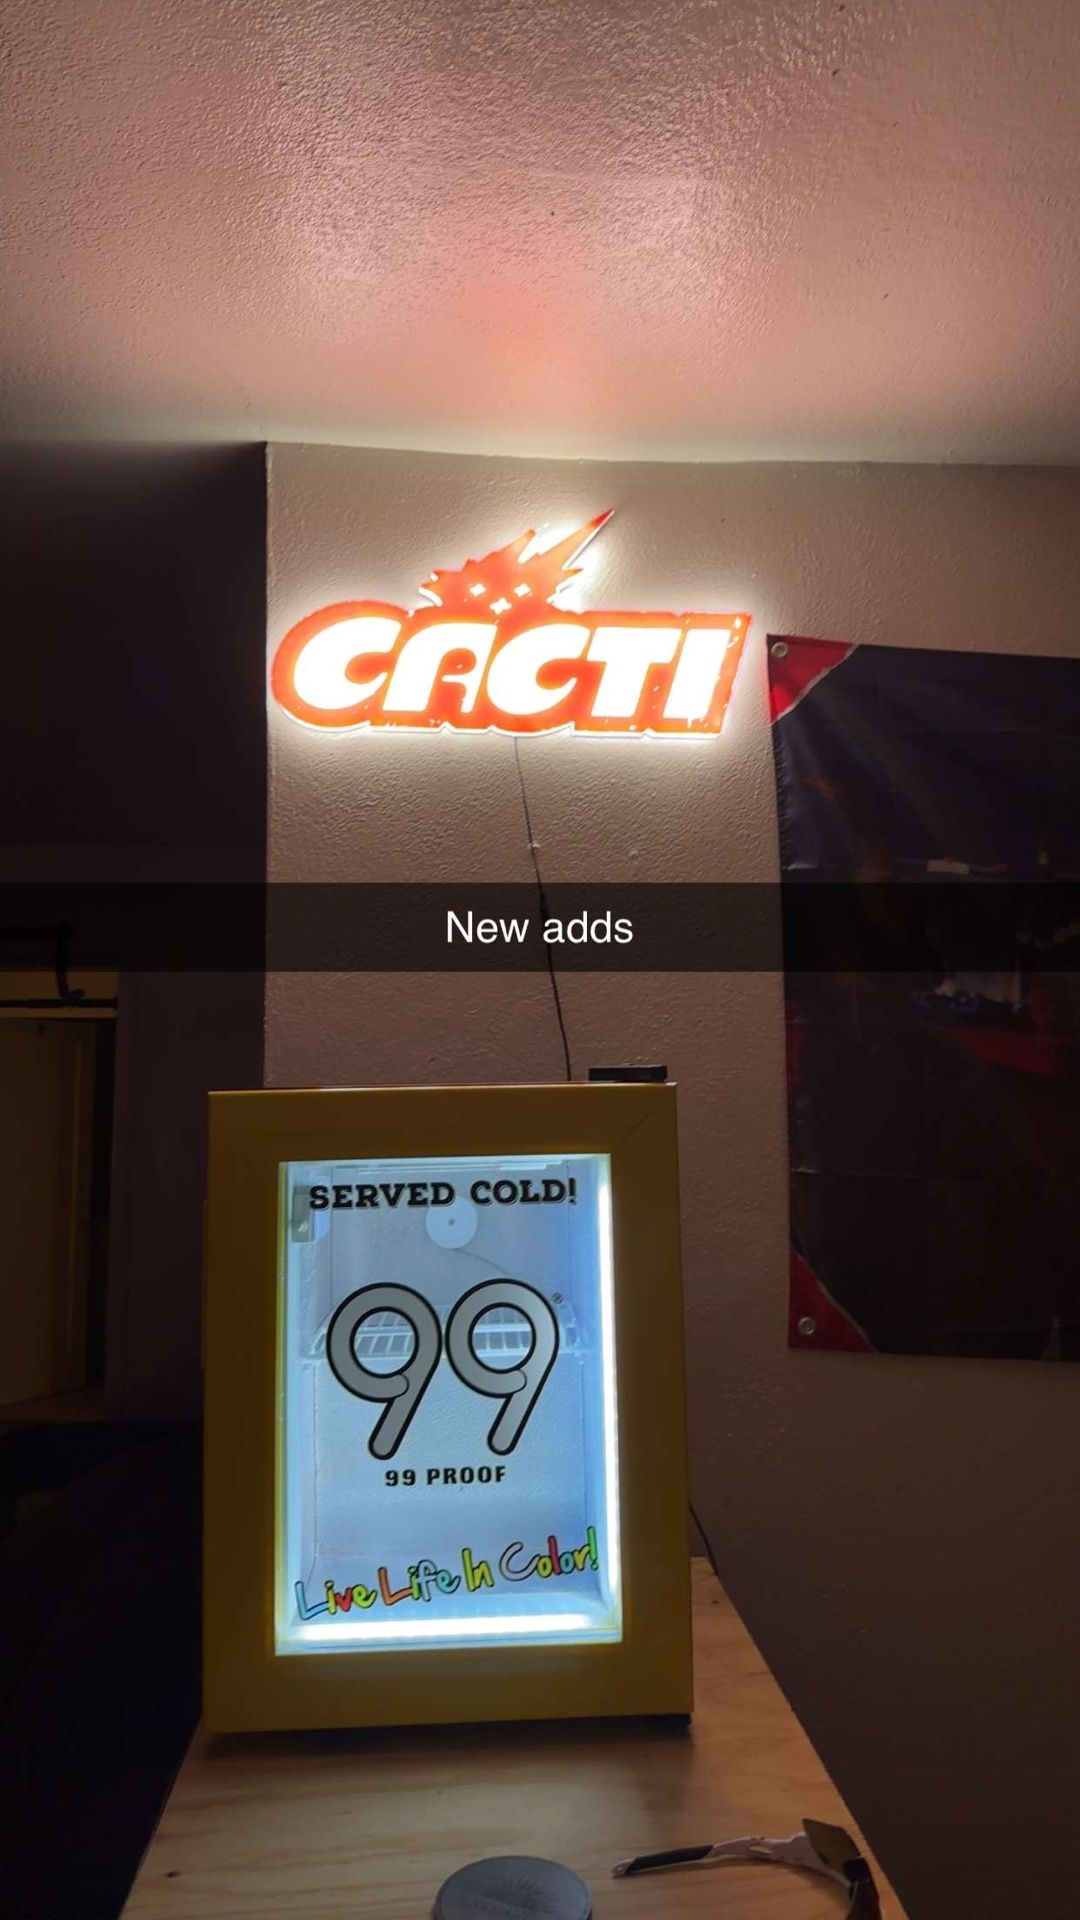 CACTI
New adds
SERVED COLD!
99®
99 PROOF
Live Life In Color!